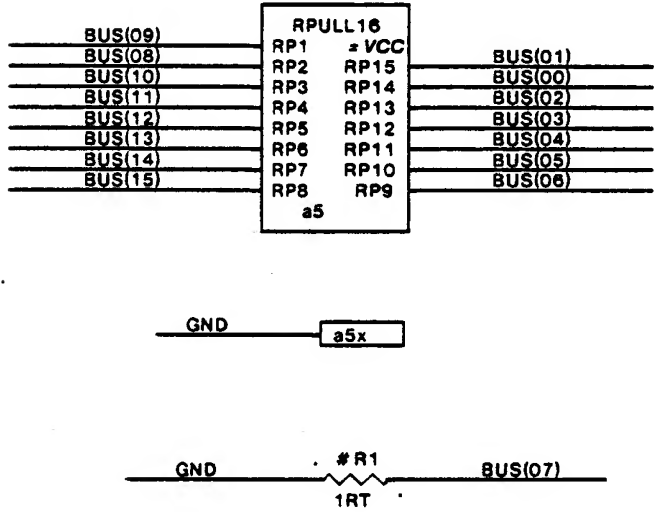 RPULL16
BUS(09) RP1 = VCC
BUS(08) RP2 RP15 BUS(01)
BUS(10) RP3 RP14 BUS(00)
BUS(11) RP4 RP13 BUS(02)
BUS(12) RP5 RP12 BUS(03)
BUS(13) RP6 RP11 BUS(04)
BUS(14) RP7 RP10 BUS(05)
BUS(15) RP8 RP9 BUS(06)
a5
GND a5x
GND #R1 BUS(07)
1RT